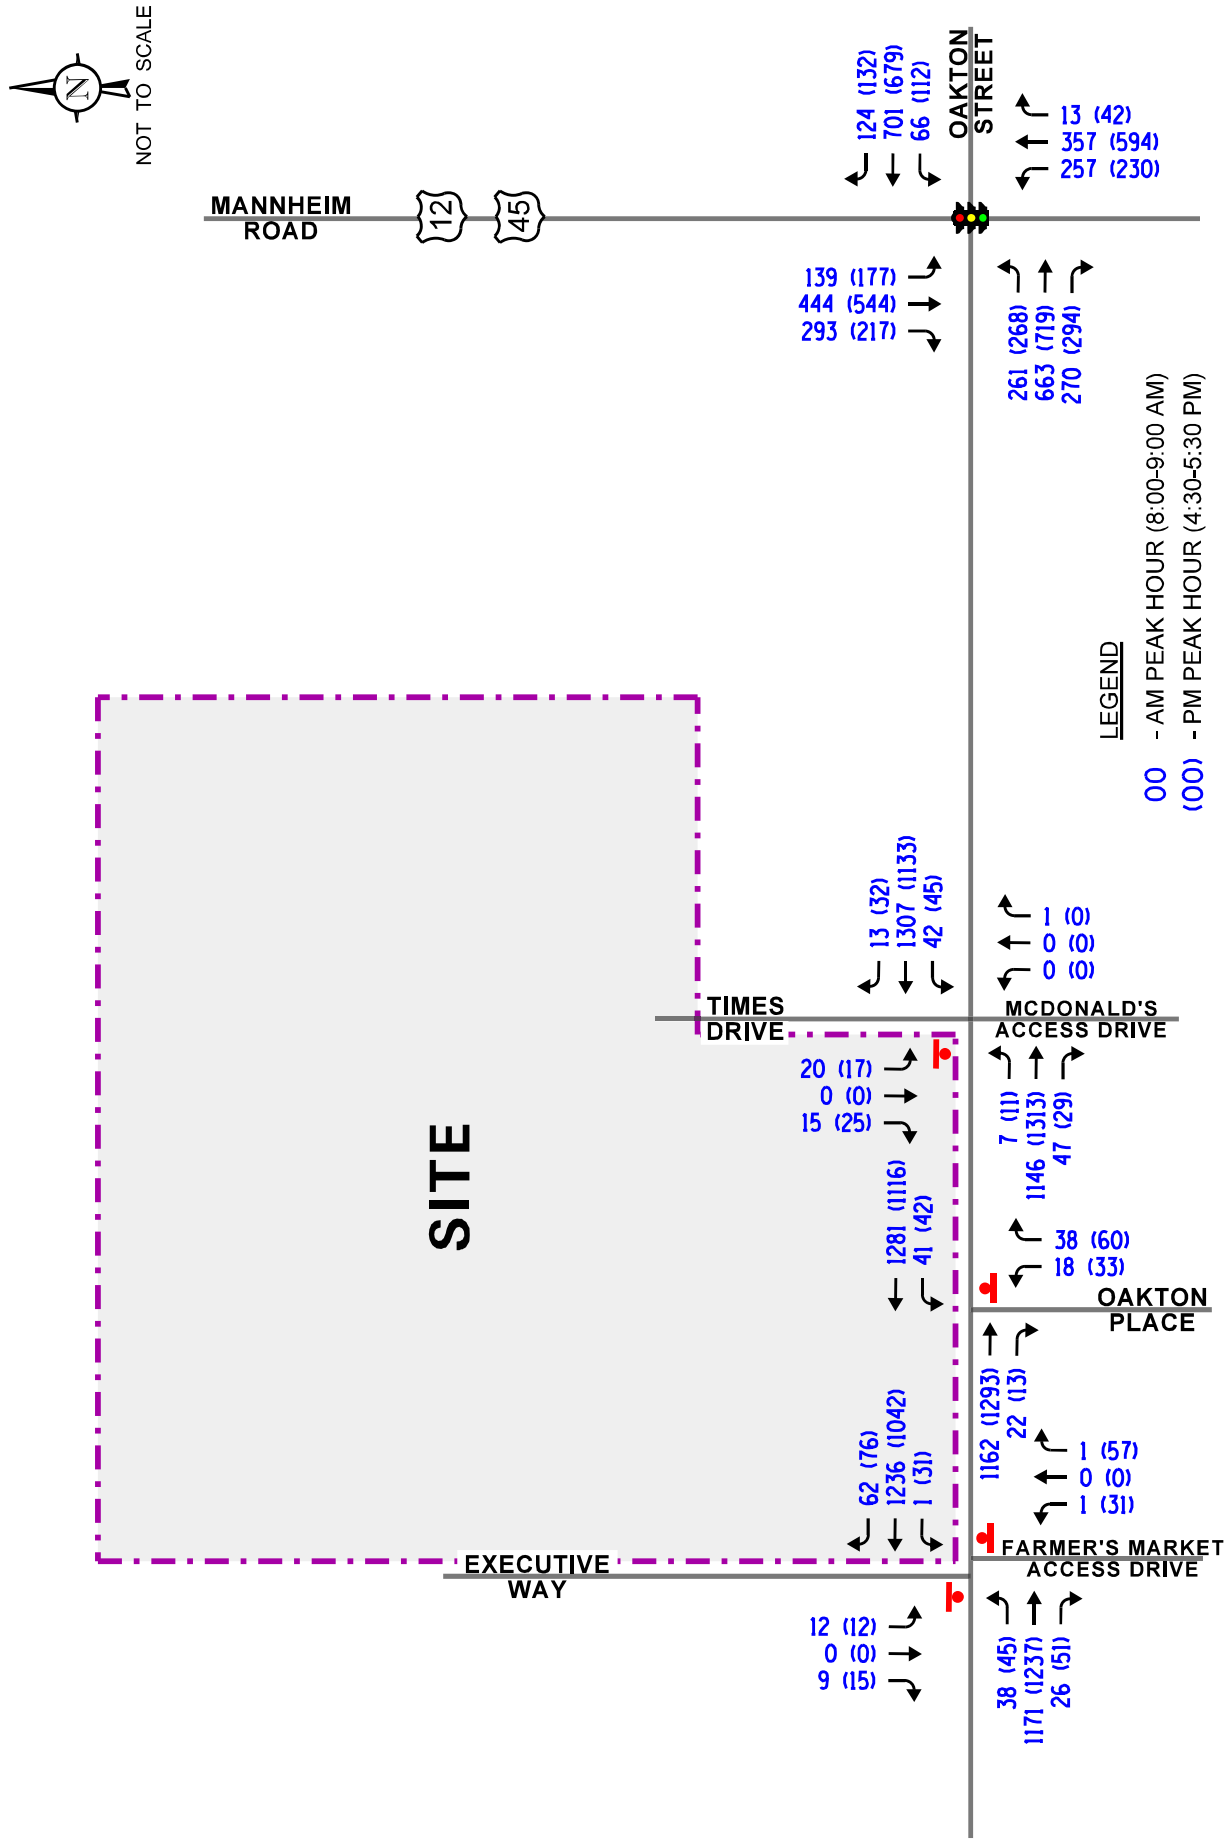 N
NOT TO SCALE
MANNHEIM
ROAD
12
45
OAKTON
STREET
124 (132)
701 (679)
66 (112)
13 (42)
357 (594)
257 (230)
139 (177)
444 (544)
293 (217)
261 (268)
663 (719)
270 (294)
LEGEND
00 - AM PEAK HOUR (8:00-9:00 AM)
(00) - PM PEAK HOUR (4:30-5:30 PM)
SITE
13 (32)
1307 (1133)
42 (45)
1 (0)
0 (0)
0 (0)
TIMES
DRIVE
MCDONALD'S
ACCESS DRIVE
20 (17)
0 (0)
15 (25)
7 (11)
1146 (1313)
47 (29)
1281 (1116)
41 (42)
38 (60)
18 (33)
OAKTON
PLACE
1162 (1293)
22 (13)
62 (76)
1236 (1042)
1 (31)
1 (57)
0 (0)
1 (31)
EXECUTIVE
WAY
FARMER'S MARKET
ACCESS DRIVE
12 (12)
0 (0)
9 (15)
38 (45)
1171 (1237)
26 (51)